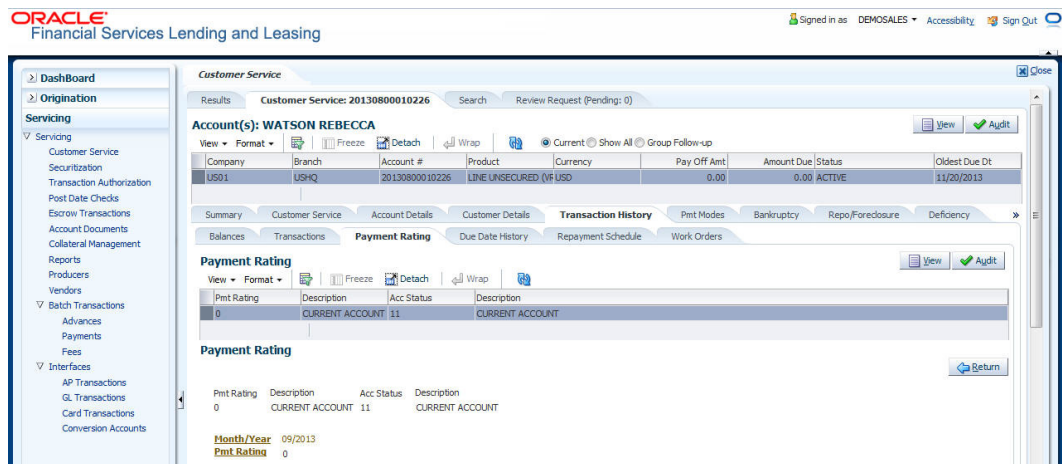 ORACLE
Financial Services Lending and Leasing
Signed in as DEMOSALES Accessibility Sign Out
Close
DashBoard
Origination
Servicing
Servicing
Customer Service
Securitization
Transaction Authorization
Post Date Checks
Escrow Transactions
Account Documents
Collateral Management
Reports
Producers
Vendors
Batch Transactions
Advances
Payments
Fees
Interfaces
AP Transactions
GL Transactions
Card Transactions
Conversion Accounts
Customer Service
Results Customer Service: 20130800010226 Search Review Request (Pending: 0)
Account(s): WATSON REBECCA
View Audit
View Format Freeze Detach Wrap Current Show All Group Follow-up
Company Branch Account # Product Currency Pay Off Amt Amount Due Status Oldest Due Dt
US01 USHQ 20130800010226 LINE UNSECURED (VR USD 0.00 0.00 ACTIVE 11/20/2013
Summary Customer Service Account Details Customer Details Transaction History Pmt Modes Bankruptcy Repo/Foreclosure Deficiency »
Balances Transactions Payment Rating Due Date History Repayment Schedule Work Orders
Payment Rating
View Audit
View Format Freeze Detach Wrap
Pmt Rating Description Acc Status Description
0 CURRENT ACCOUNT 11 CURRENT ACCOUNT
Payment Rating
Return
Pmt Rating Description Acc Status Description
0 CURRENT ACCOUNT 11 CURRENT ACCOUNT
Month/Year 09/2013
Pmt Rating 0